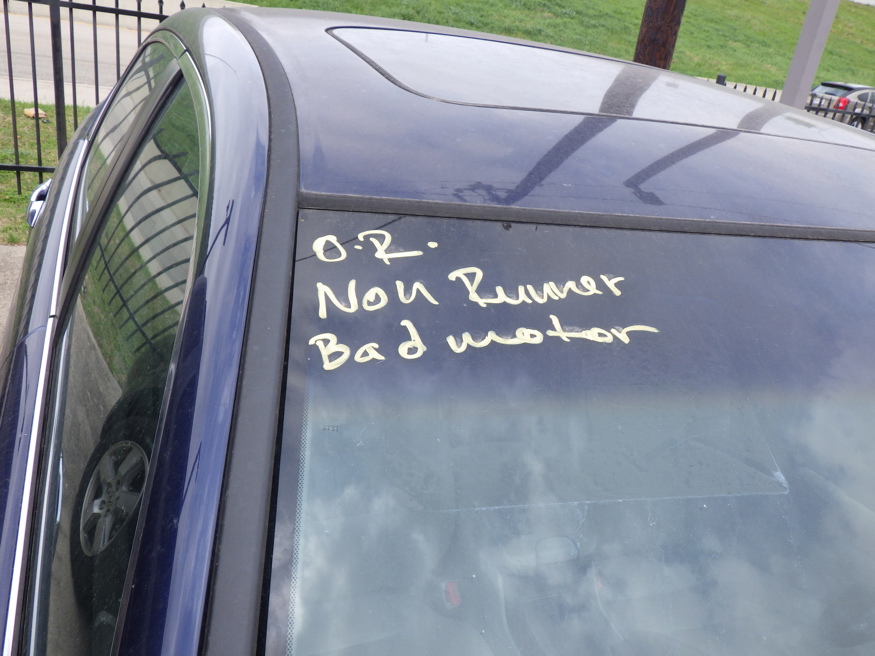 O.R.
Non Runner
Bad motor